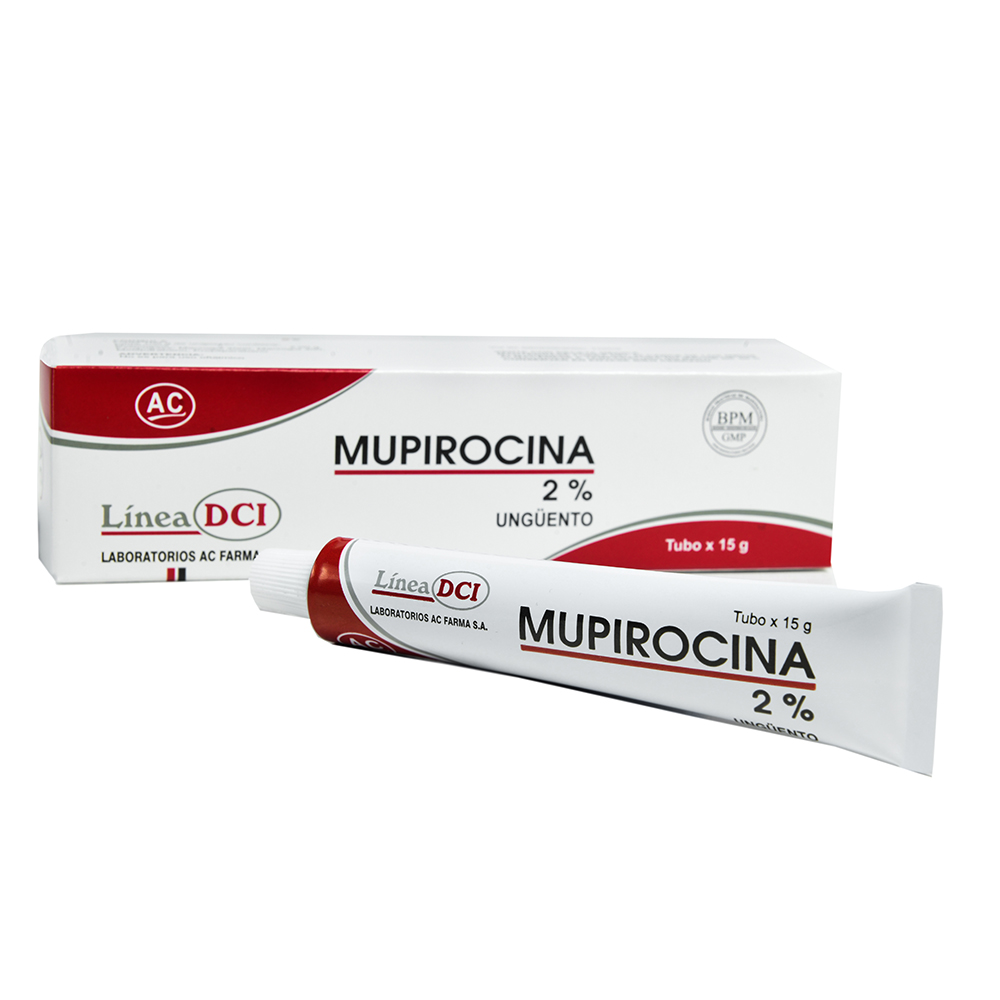 AC
MUPIROCINA
2 %
UNGÜENTO
BPM
GMP
Línea DCI
LABORATORIOS AC FARMA
Tubo x 15 g
Línea DCI
LABORATORIOS AC FARMA S.A.
AC
Tubo x 15 g
MUPIROCINA
2 %
UNGÜENTO